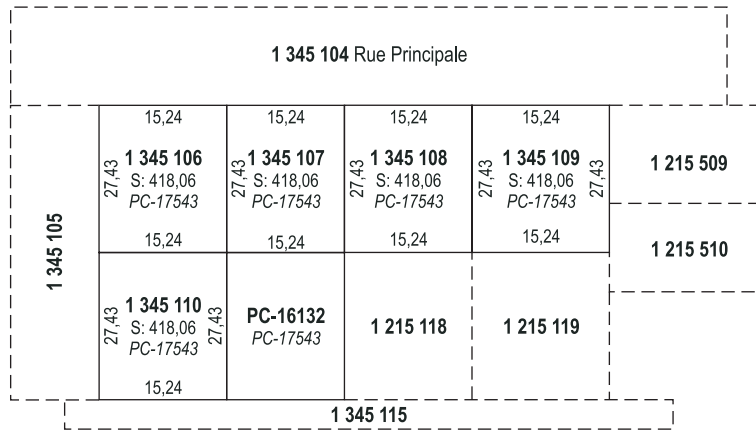 1 345 104 Rue Principale
15,24 15,24 15,24 15,24
1 345 106 1 345 107 1 345 108 1 345 109 1 215 509
27,43 27,43 27,43 27,43 27,43
S: 418,06 S: 418,06 S: 418,06 S: 418,06
PC-17543 PC-17543 PC-17543 PC-17543
15,24 15,24 15,24 15,24
1 345 105
1 215 510
1 345 110
27,43 27,43
S: 418,06
PC-17543
15,24
PC-16132
PC-17543
1 215 118
1 215 119
1 345 115